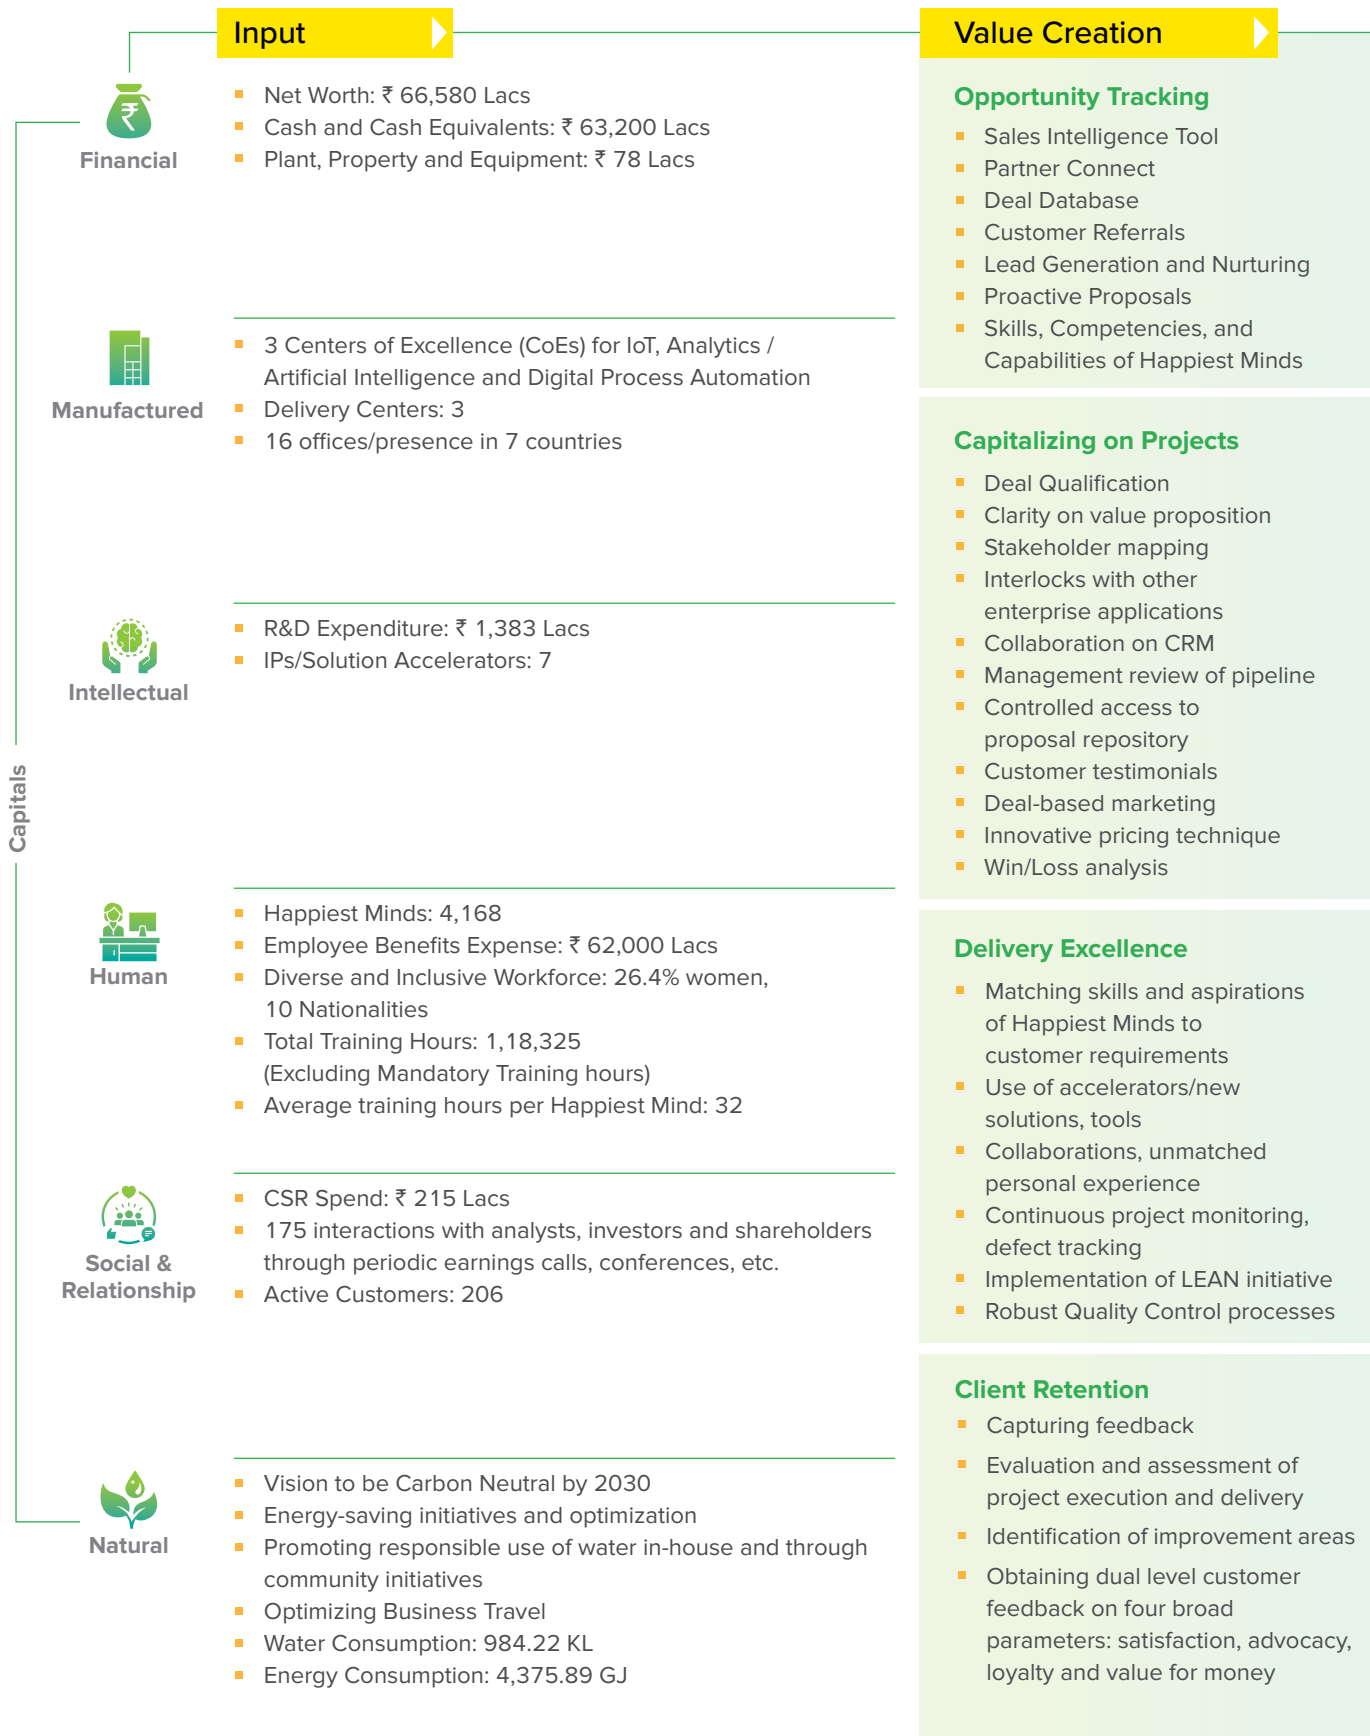 Input
Value Creation
Capitals
Financial
Net Worth: ₹ 66,580 Lacs
Cash and Cash Equivalents: ₹ 63,200 Lacs
Plant, Property and Equipment: ₹ 78 Lacs
Manufactured
3 Centers of Excellence (CoEs) for IoT, Analytics /
Artificial Intelligence and Digital Process Automation
Delivery Centers: 3
16 offices/presence in 7 countries
Intellectual
R&D Expenditure: ₹ 1,383 Lacs
IPs/Solution Accelerators: 7
Human
Happiest Minds: 4,168
Employee Benefits Expense: ₹ 62,000 Lacs
Diverse and Inclusive Workforce: 26.4% women,
10 Nationalities
Total Training Hours: 1,18,325
(Excluding Mandatory Training hours)
Average training hours per Happiest Mind: 32
Social &
Relationship
CSR Spend: ₹ 215 Lacs
175 interactions with analysts, investors and shareholders
through periodic earnings calls, conferences, etc.
Active Customers: 206
Natural
Vision to be Carbon Neutral by 2030
Energy-saving initiatives and optimization
Promoting responsible use of water in-house and through
community initiatives
Optimizing Business Travel
Water Consumption: 984.22 KL
Energy Consumption: 4,375.89 GJ
Opportunity Tracking
Sales Intelligence Tool
Partner Connect
Deal Database
Customer Referrals
Lead Generation and Nurturing
Proactive Proposals
Skills, Competencies, and
Capabilities of Happiest Minds
Capitalizing on Projects
Deal Qualification
Clarity on value proposition
Stakeholder mapping
Interlocks with other
enterprise applications
Collaboration on CRM
Management review of pipeline
Controlled access to
proposal repository
Customer testimonials
Deal-based marketing
Innovative pricing technique
Win/Loss analysis
Delivery Excellence
Matching skills and aspirations
of Happiest Minds to
customer requirements
Use of accelerators/new
solutions, tools
Collaborations, unmatched
personal experience
Continuous project monitoring,
defect tracking
Implementation of LEAN initiative
Robust Quality Control processes
Client Retention
Capturing feedback
Evaluation and assessment of
project execution and delivery
Identification of improvement areas
Obtaining dual level customer
feedback on four broad
parameters: satisfaction, advocacy,
loyalty and value for money